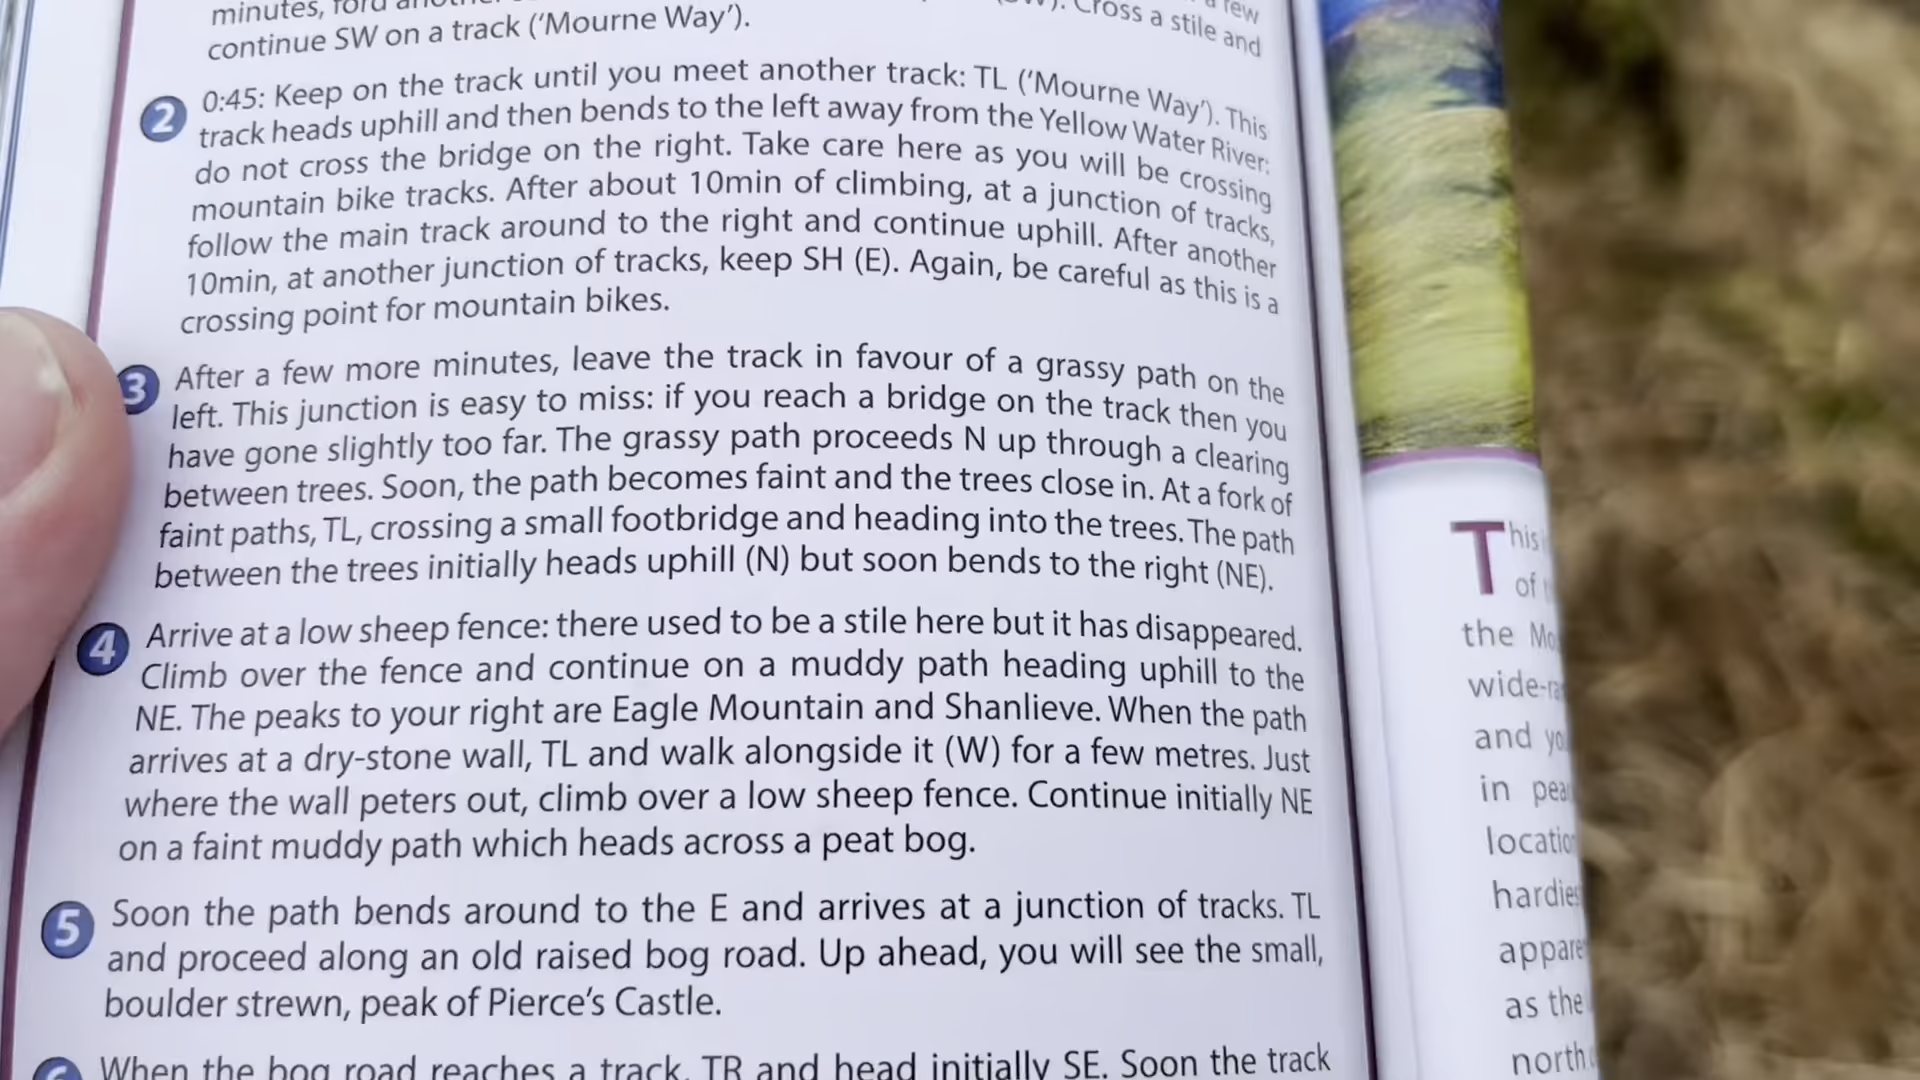 minutes, ford another
a few
Cross a stile and
continue SW on a track (‘Mourne Way’).
2 0:45: Keep on the track until you meet another track: TL (‘Mourne Way’). This
track heads uphill and then bends to the left away from the Yellow Water River:
do not cross the bridge on the right. Take care here as you will be crossing
mountain bike tracks. After about 10min of climbing, at a junction of tracks,
follow the main track around to the right and continue uphill. After another
10min, at another junction of tracks, keep SH (E). Again, be careful as this is a
crossing point for mountain bikes.
3 After a few more minutes, leave the track in favour of a grassy path on the
left. This junction is easy to miss: if you reach a bridge on the track then you
have gone slightly too far. The grassy path proceeds N up through a clearing
between trees. Soon, the path becomes faint and the trees close in. At a fork of
faint paths, TL, crossing a small footbridge and heading into the trees. The path
between the trees initially heads uphill (N) but soon bends to the right (NE).
4 Arrive at a low sheep fence: there used to be a stile here but it has disappeared.
Climb over the fence and continue on a muddy path heading uphill to the
NE. The peaks to your right are Eagle Mountain and Shanlieve. When the path
arrives at a dry-stone wall, TL and walk alongside it (W) for a few metres. Just
where the wall peters out, climb over a low sheep fence. Continue initially NE
on a faint muddy path which heads across a peat bog.
5 Soon the path bends around to the E and arrives at a junction of tracks. TL
and proceed along an old raised bog road. Up ahead, you will see the small,
boulder strewn, peak of Pierce’s Castle.
6 When the bog road reaches a track, TR and head initially SE. Soon the track
This
of
the
wide-
and
in
as the
north